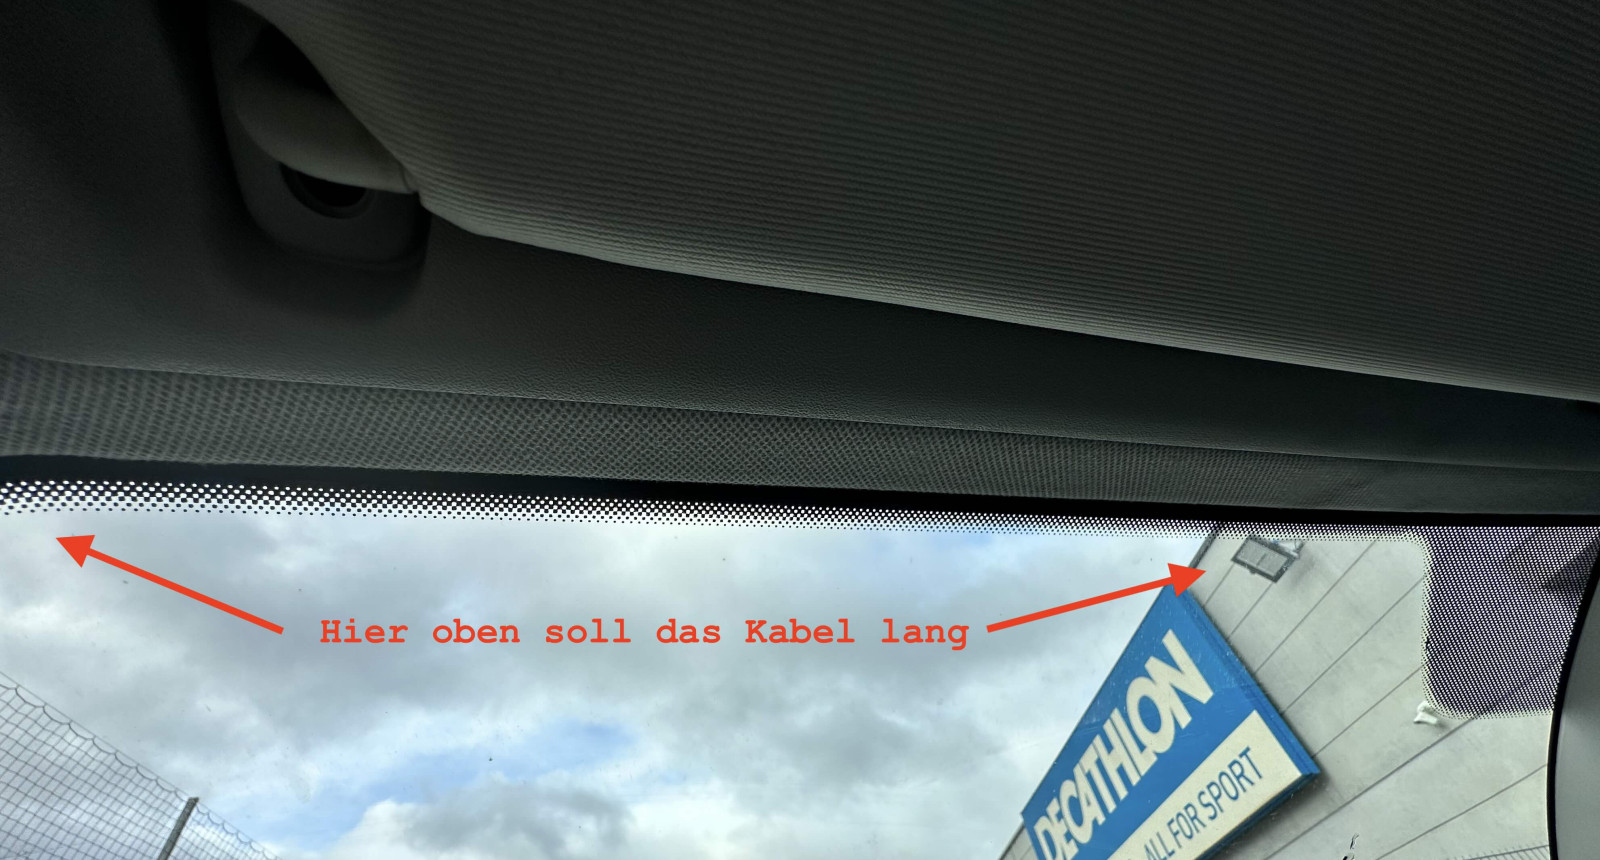 Hier oben soll das Kabel lang
DECATHLON
ALL FOR SPORT